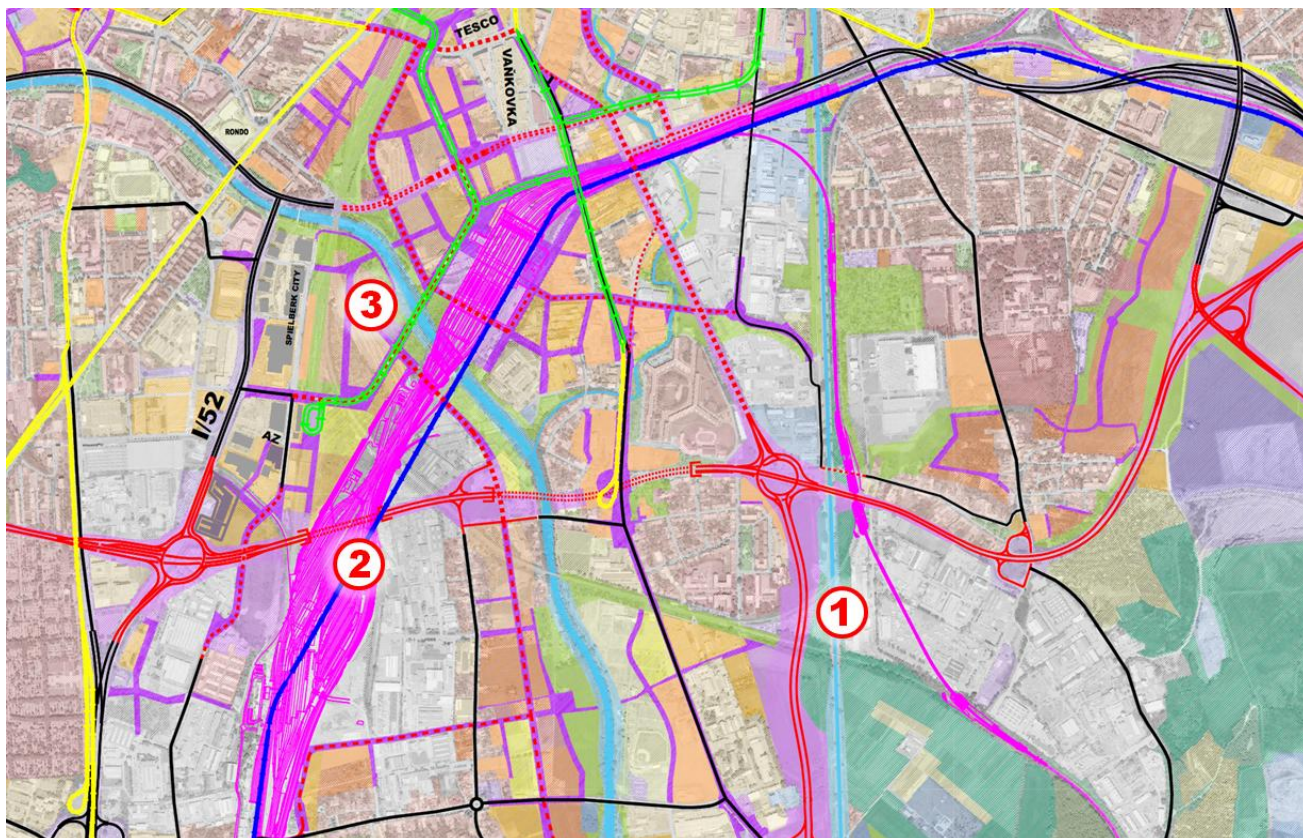 TESCO
VAŇKOVKA
RONDO
SPIELBERK CITY
3
I/52
AZ
2
1